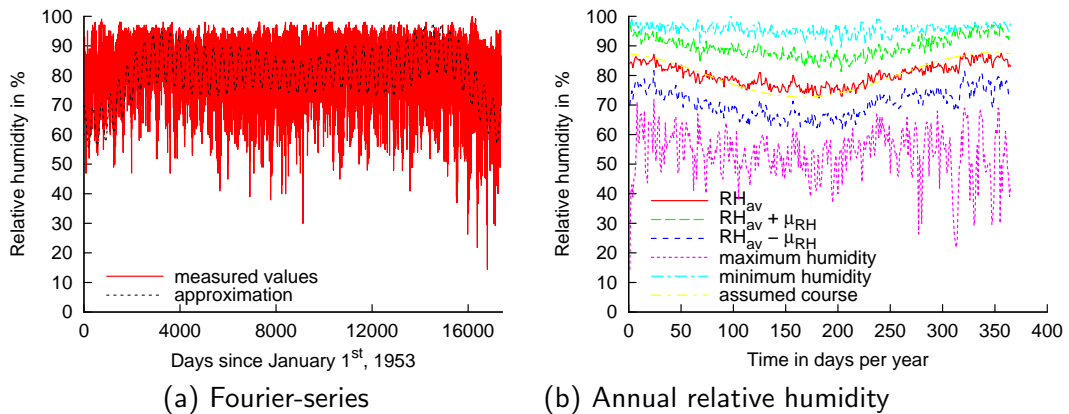 100
90
80
70
60
50
40
30
20
10
0
Relative humidity in %
measured values
approximation
0 4000 8000 12000 16000
Days since January 1st, 1953
(a) Fourier-series
100
90
80
70
60
50
40
30
20
10
0
Relative humidity in %
RHav
RHav + μRH
RHav − μRH
maximum humidity
minimum humidity
assumed course
0 50 100 150 200 250 300 350 400
Time in days per year
(b) Annual relative humidity